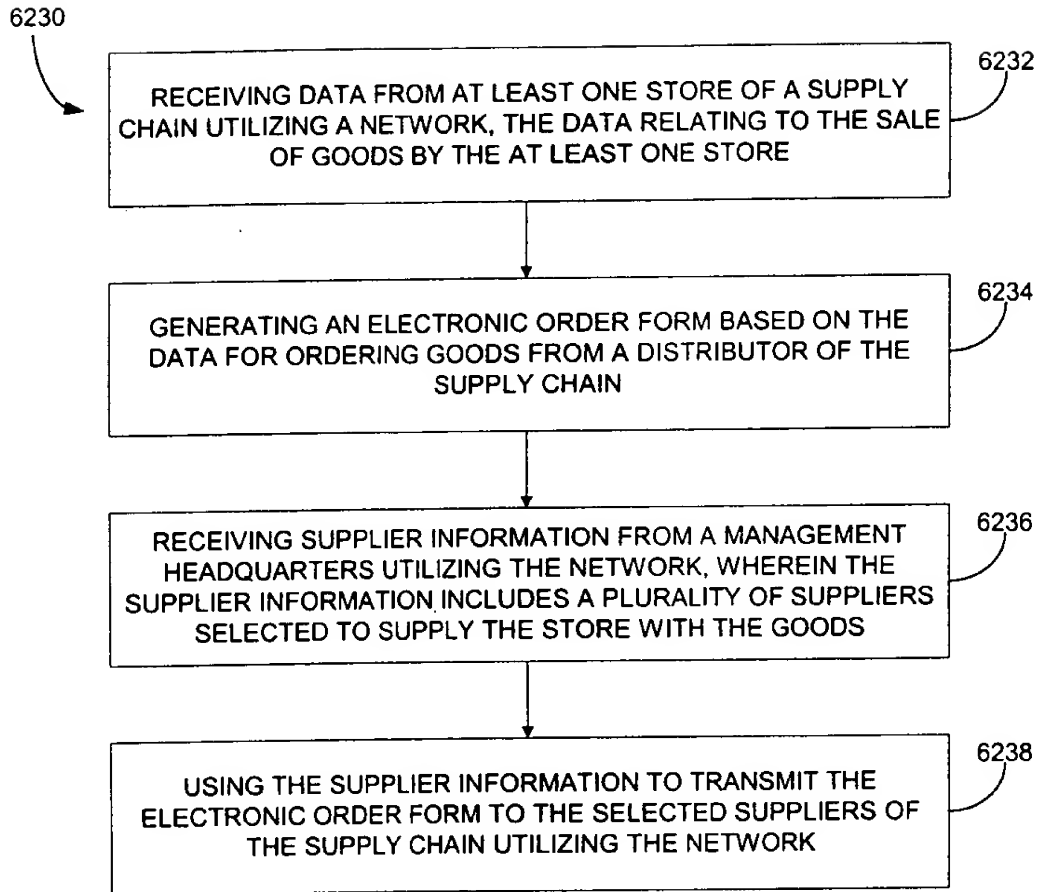 6230
6232
RECEIVING DATA FROM AT LEAST ONE STORE OF A SUPPLY
CHAIN UTILIZING A NETWORK, THE DATA RELATING TO THE SALE
OF GOODS BY THE AT LEAST ONE STORE
6234
GENERATING AN ELECTRONIC ORDER FORM BASED ON THE
DATA FOR ORDERING GOODS FROM A DISTRIBUTOR OF THE
SUPPLY CHAIN
6236
RECEIVING SUPPLIER INFORMATION FROM A MANAGEMENT
HEADQUARTERS UTILIZING THE NETWORK, WHEREIN THE
SUPPLIER INFORMATION INCLUDES A PLURALITY OF SUPPLIERS
SELECTED TO SUPPLY THE STORE WITH THE GOODS
6238
USING THE SUPPLIER INFORMATION TO TRANSMIT THE
ELECTRONIC ORDER FORM TO THE SELECTED SUPPLIERS OF
THE SUPPLY CHAIN UTILIZING THE NETWORK